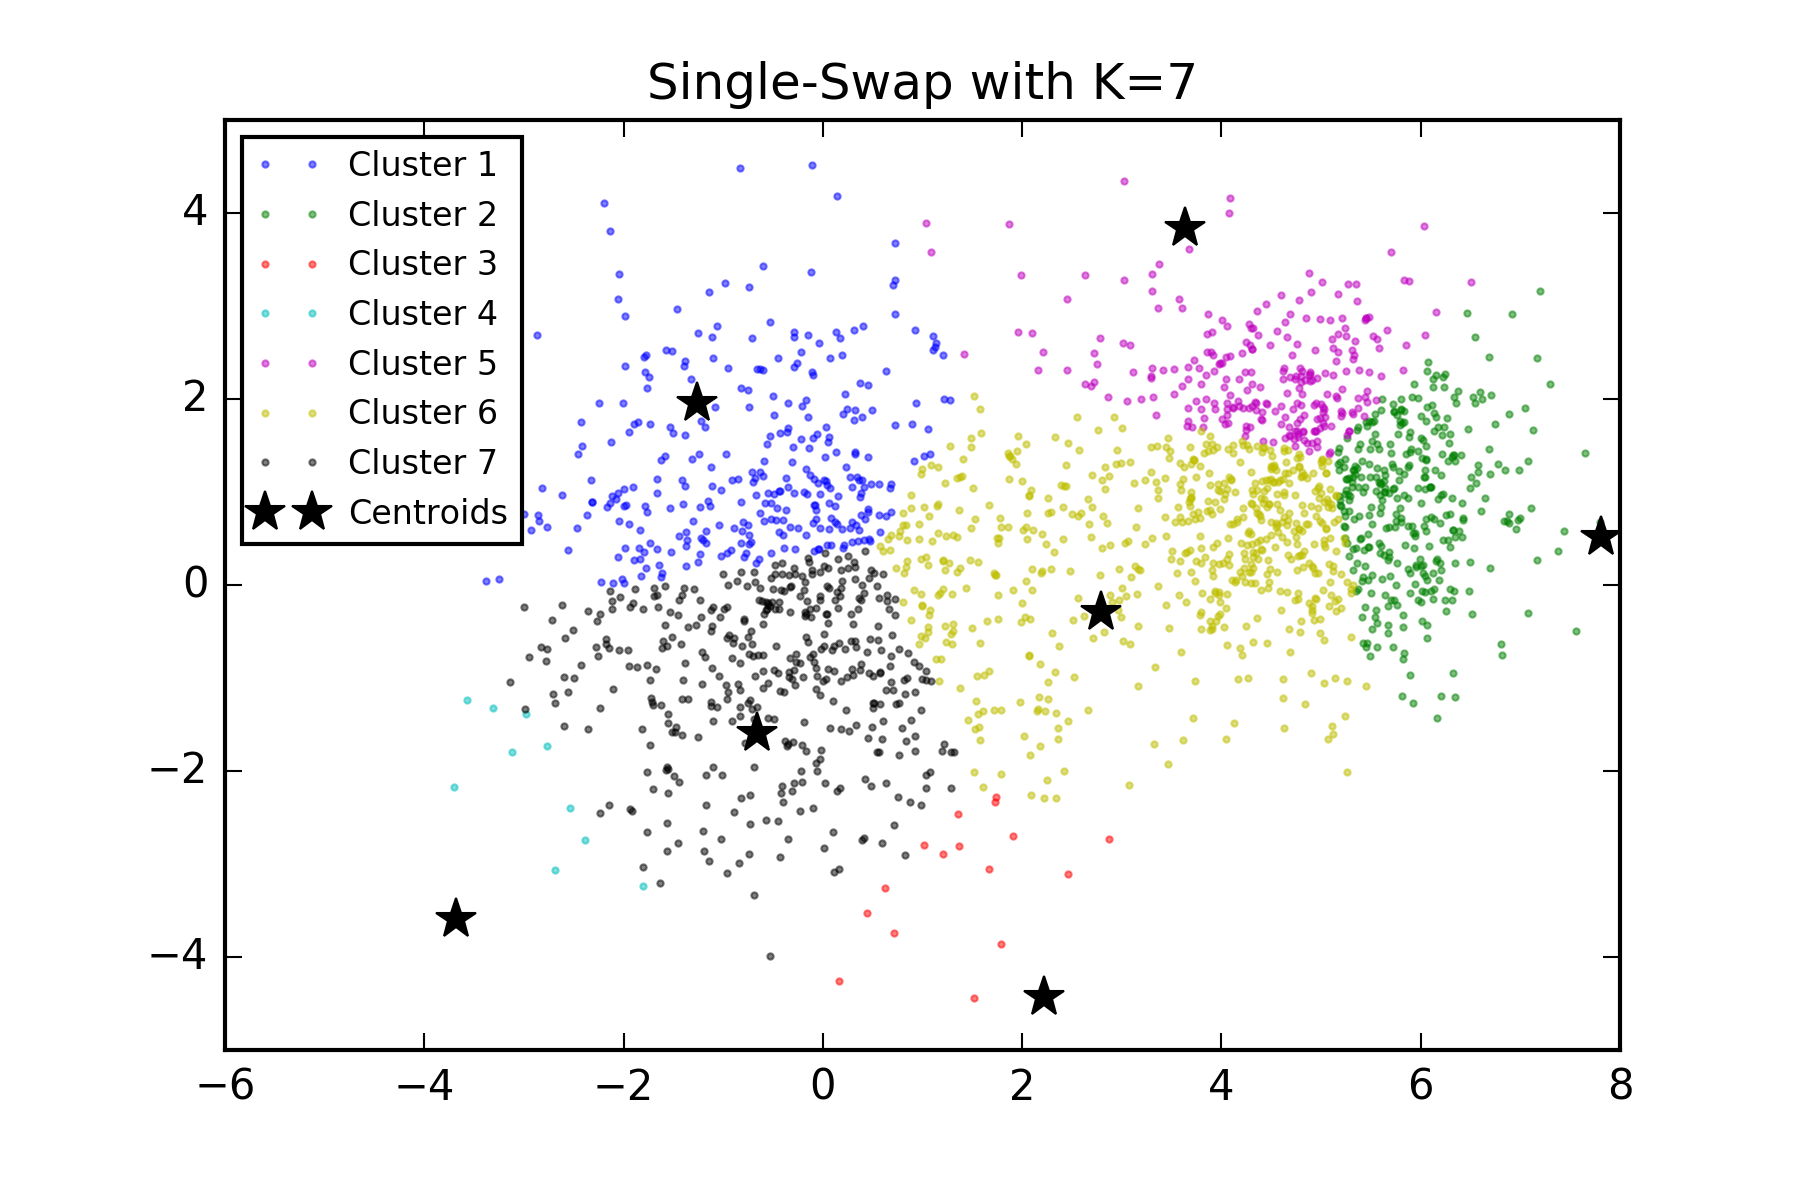 Single-Swap with K=7
Cluster 1
Cluster 2
Cluster 3
Cluster 4
Cluster 5
Cluster 6
Cluster 7
Centroids
4
2
0
−2
−4
−6 −4 −2 0 2 4 6 8